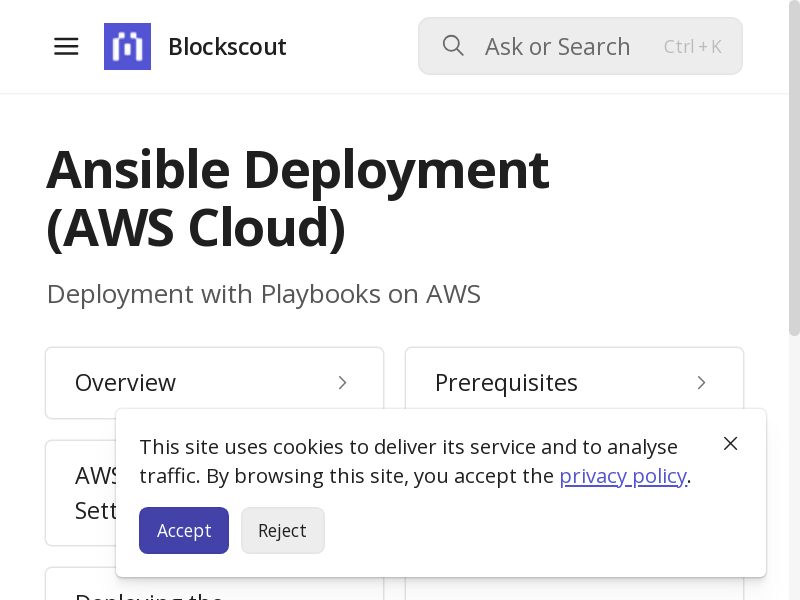 Blockscout
Ask or Search
Ctrl + K
Ansible Deployment
(AWS Cloud)
Deployment with Playbooks on AWS
Overview
Prerequisites
This site uses cookies to deliver its service and to analyse
traffic. By browsing this site, you accept the privacy policy.
AWS
Sett
Accept
Reject
Deploying the